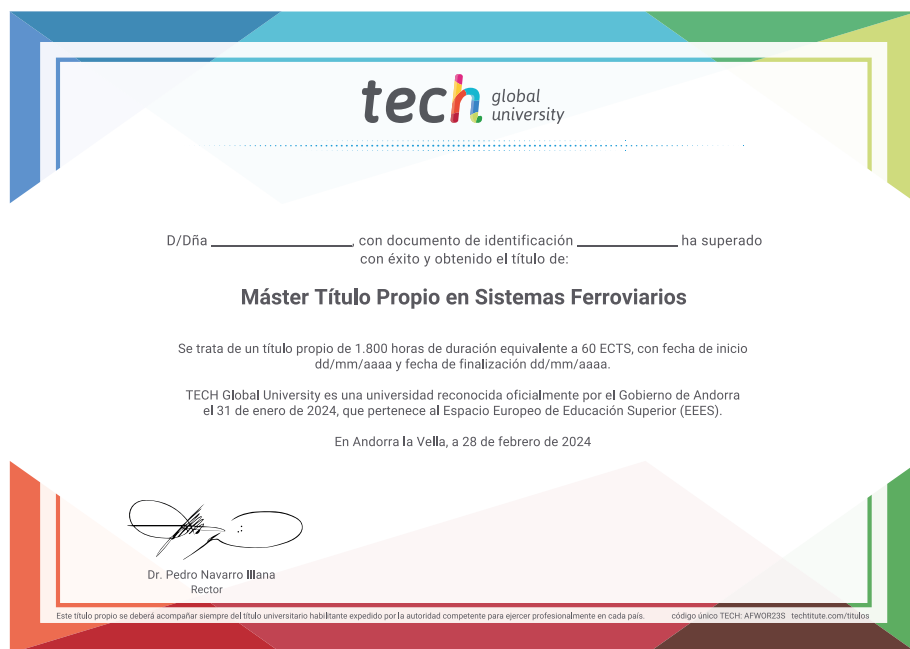 tech global
university
D/Dña ______________, con documento de identificación __________ ha superado
con éxito y obtenido el título de:
Máster Título Propio en Sistemas Ferroviarios
Se trata de un título propio de 1.800 horas de duración equivalente a 60 ECTS, con fecha de inicio
dd/mm/aaaa y fecha de finalización dd/mm/aaaa.
TECH Global University es una universidad reconocida oficialmente por el Gobierno de Andorra
el 31 de enero de 2024, que pertenece al Espacio Europeo de Educación Superior (EEES).
En Andorra la Vella, a 28 de febrero de 2024
Dr. Pedro Navarro Illana
Rector
Este título propio se deberá acompañar siempre del título universitario habilitante expedido por la autoridad competente para ejercer profesionalmente en cada país. código único TECH: AFWOR23S techtitute.com/titulos